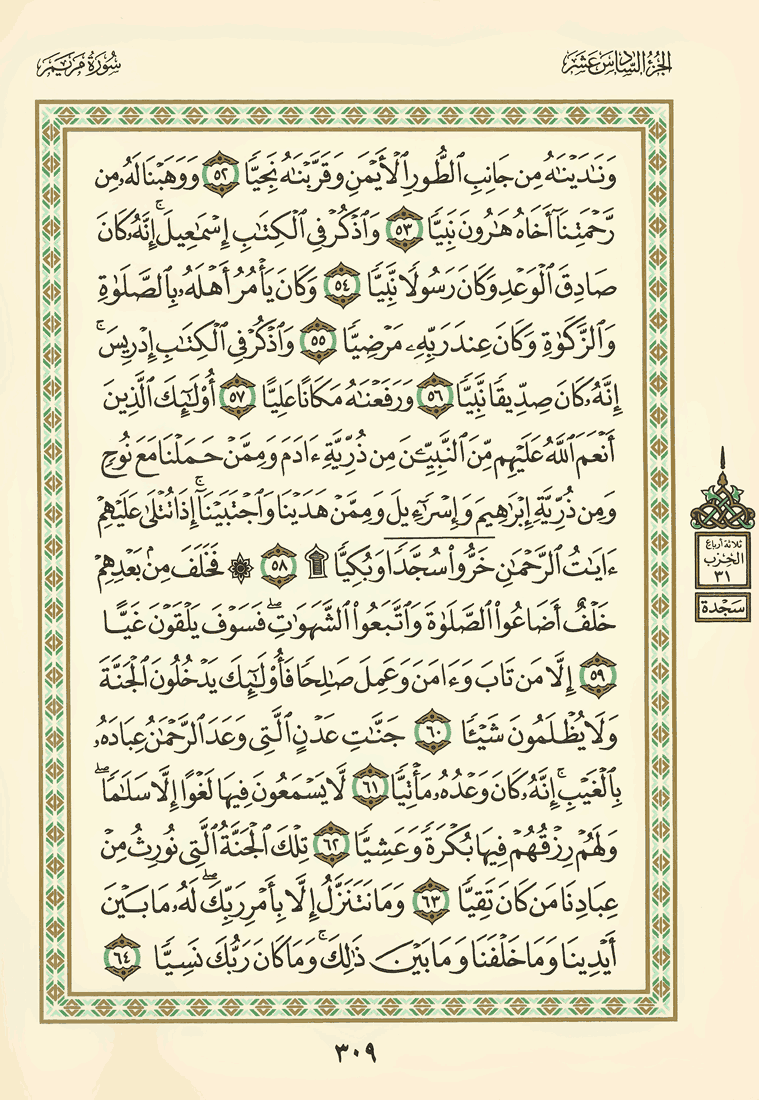 الجزء السادس عشر
سورة مريم
وَنَٰدَيْنَٰهُ مِن جَانِبِ ٱلطُّورِ ٱلْأَيْمَنِ وَقَرَّبْنَٰهُ نَجِيًّا ٥٢ وَوَهَبْنَا لَهُۥ مِن
رَّحْمَتِنَآ أَخَاهُ هَٰرُونَ نَبِيًّا ٥٣ وَٱذْكُرْ فِى ٱلْكِتَٰبِ إِسْمَٰعِيلَ ۚ إِنَّهُۥ كَانَ
صَادِقَ ٱلْوَعْدِ وَكَانَ رَسُولًا نَّبِيًّا ٥٤ وَكَانَ يَأْمُرُ أَهْلَهُۥ بِٱلصَّلَوٰةِ
وَٱلزَّكَوٰةِ وَكَانَ عِندَ رَبِّهِۦ مَرْضِيًّا ٥٥ وَٱذْكُرْ فِى ٱلْكِتَٰبِ إِدْرِيسَ ۚ
إِنَّهُۥ كَانَ صِدِّيقًا نَّبِيًّا ٥٦ وَرَفَعْنَٰهُ مَكَانًا عَلِيًّا ٥٧ أُو۟لَٰٓئِكَ ٱلَّذِينَ
أَنْعَمَ ٱللَّهُ عَلَيْهِم مِّنَ ٱلنَّبِيِّۦنَ مِن ذُرِّيَّةِ ءَادَمَ وَمِمَّنْ حَمَلْنَا مَعَ نُوحٍ
وَمِن ذُرِّيَّةِ إِبْرَٰهِيمَ وَإِسْرَٰٓءِيلَ وَمِمَّنْ هَدَيْنَا وَٱجْتَبَيْنَآ ۚ إِذَا تُتْلَىٰ عَلَيْهِمْ
ءَايَٰتُ ٱلرَّحْمَٰنِ خَرُّوا۟ سُجَّدًا وَبُكِيًّا ۩ ٥٨ ۞ فَخَلَفَ مِنۢ بَعْدِهِمْ
خَلْفٌ أَضَاعُوا۟ ٱلصَّلَوٰةَ وَٱتَّبَعُوا۟ ٱلشَّهَوَٰتِ ۖ فَسَوْفَ يَلْقَوْنَ غَيًّا
٥٩ إِلَّا مَن تَابَ وَءَامَنَ وَعَمِلَ صَٰلِحًا فَأُو۟لَٰٓئِكَ يَدْخُلُونَ ٱلْجَنَّةَ
وَلَا يُظْلَمُونَ شَيْـًٔا ٦٠ جَنَّٰتِ عَدْنٍ ٱلَّتِى وَعَدَ ٱلرَّحْمَٰنُ عِبَادَهُۥ
بِٱلْغَيْبِ ۚ إِنَّهُۥ كَانَ وَعْدُهُۥ مَأْتِيًّا ٦١ لَّا يَسْمَعُونَ فِيهَا لَغْوًا إِلَّا سَلَٰمًا ۖ
وَلَهُمْ رِزْقُهُمْ فِيهَا بُكْرَةً وَعَشِيًّا ٦٢ تِلْكَ ٱلْجَنَّةُ ٱلَّتِى نُورِثُ مِنْ
عِبَادِنَا مَن كَانَ تَقِيًّا ٦٣ وَمَا نَتَنَزَّلُ إِلَّا بِأَمْرِ رَبِّكَ ۖ لَهُۥ مَا بَيْنَ
أَيْدِينَا وَمَا خَلْفَنَا وَمَا بَيْنَ ذَٰلِكَ ۚ وَمَا كَانَ رَبُّكَ نَسِيًّا ٦٤
ثلاثة أرباع
الحزب
٣١
سجدة
٣٠٩